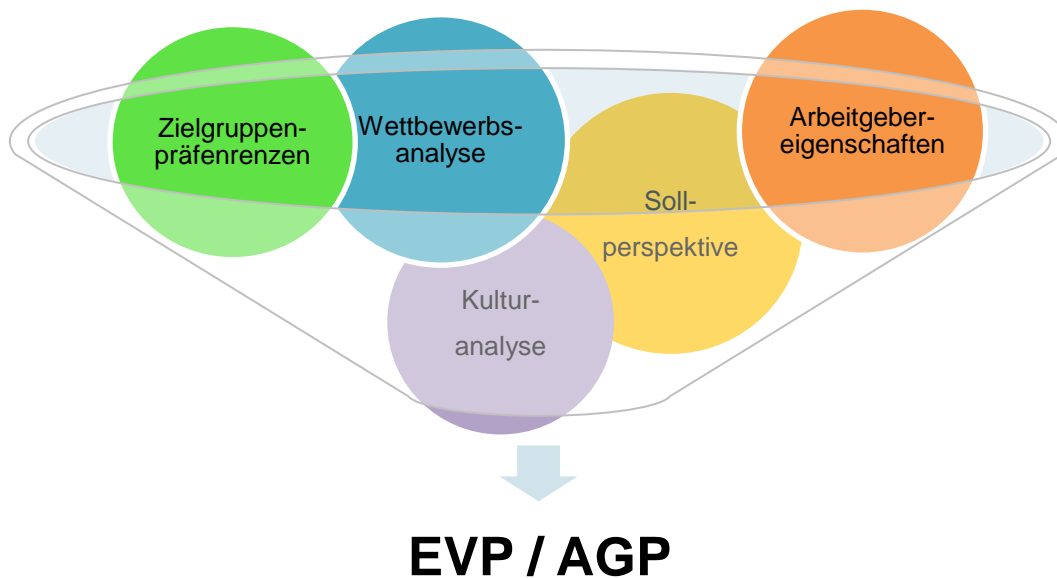 Zielgruppen-
präfenrenzen
Wettbewerbs-
analyse
Arbeitgeber-
eigenschaften
Soll-
perspektive
Kultur-
analyse
EVP / AGP